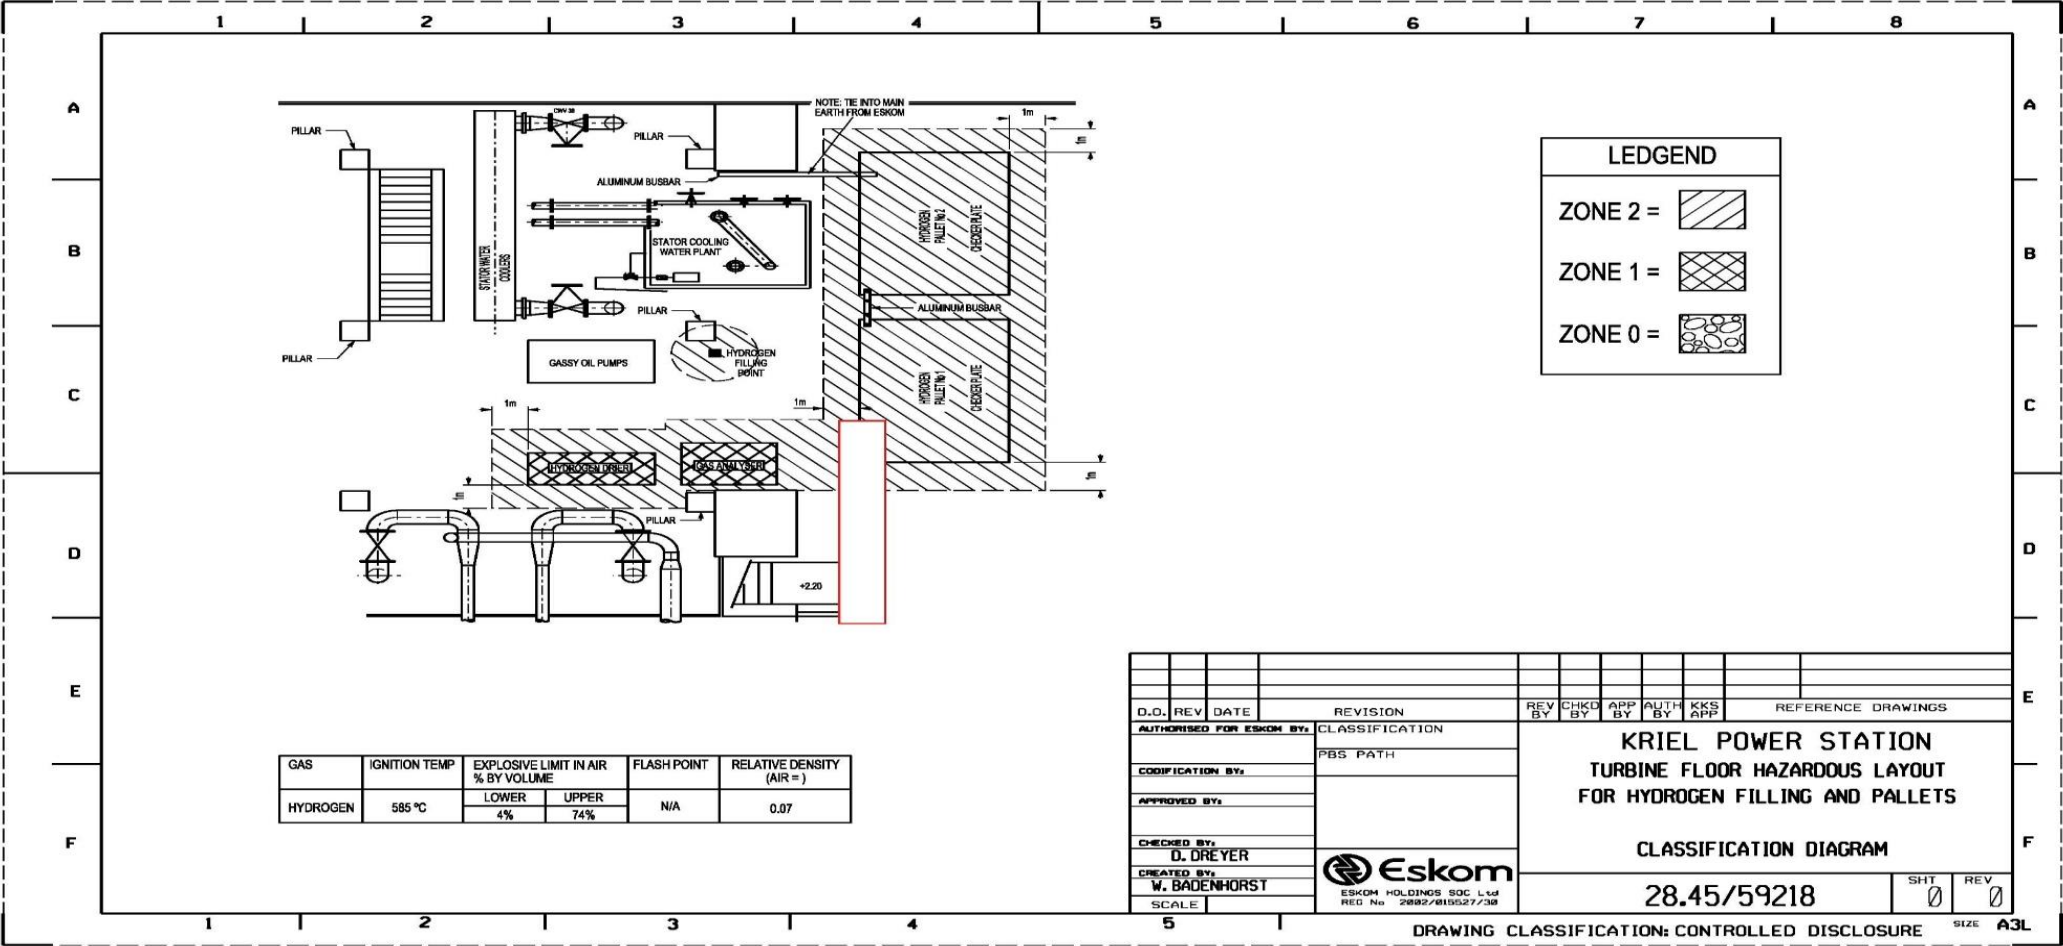 1 2 3 4 5 6 7 8
A A
B B
C C
D D
E E
F F
1 2 3 4 5
NOTE: TIE INTO MAIN
EARTH FROM ESKOM
1m
1m
PILLAR
PILLAR
ALUMINUM BUSBAR
STATOR WATER
COOLERS
STATOR COOLING
WATER PLANT
HYDROGEN
PALLET No 2
CHECKER PLATE
ALUMINUM BUSBAR
PILLAR
PILLAR
GASSY OIL PUMPS
HYDROGEN
FILLING
POINT
HYDROGEN
PALLET No 1
CHECKER PLATE
1m
1m
HYDROGEN DRIER
GAS ANALYSER
1m
1m
PILLAR
+2.20
LEDGEND
ZONE 2 =
ZONE 1 =
ZONE 0 =
GAS IGNITION TEMP EXPLOSIVE LIMIT IN AIR FLASH POINT RELATIVE DENSITY
% BY VOLUME (AIR = )
LOWER UPPER
HYDROGEN 585 °C 4% 74% N/A 0.07
D.O. REV DATE REVISION REV BY CHKD BY APP BY AUTH BY KKS APP REFERENCE DRAWINGS
AUTHORISED FOR ESKOM BY: CLASSIFICATION
PBS PATH
CODIFICATION BY:
APPROVED BY:
CHECKED BY:
D. DREYER
CREATED BY:
W. BADENHORST
SCALE
Eskom
ESKOM HOLDINGS SOC Ltd
REG No 2002/015527/30
KRIEL POWER STATION
TURBINE FLOOR HAZARDOUS LAYOUT
FOR HYDROGEN FILLING AND PALLETS
CLASSIFICATION DIAGRAM
28.45/59218
SHT 0
REV 0
DRAWING CLASSIFICATION: CONTROLLED DISCLOSURE SIZE A3L